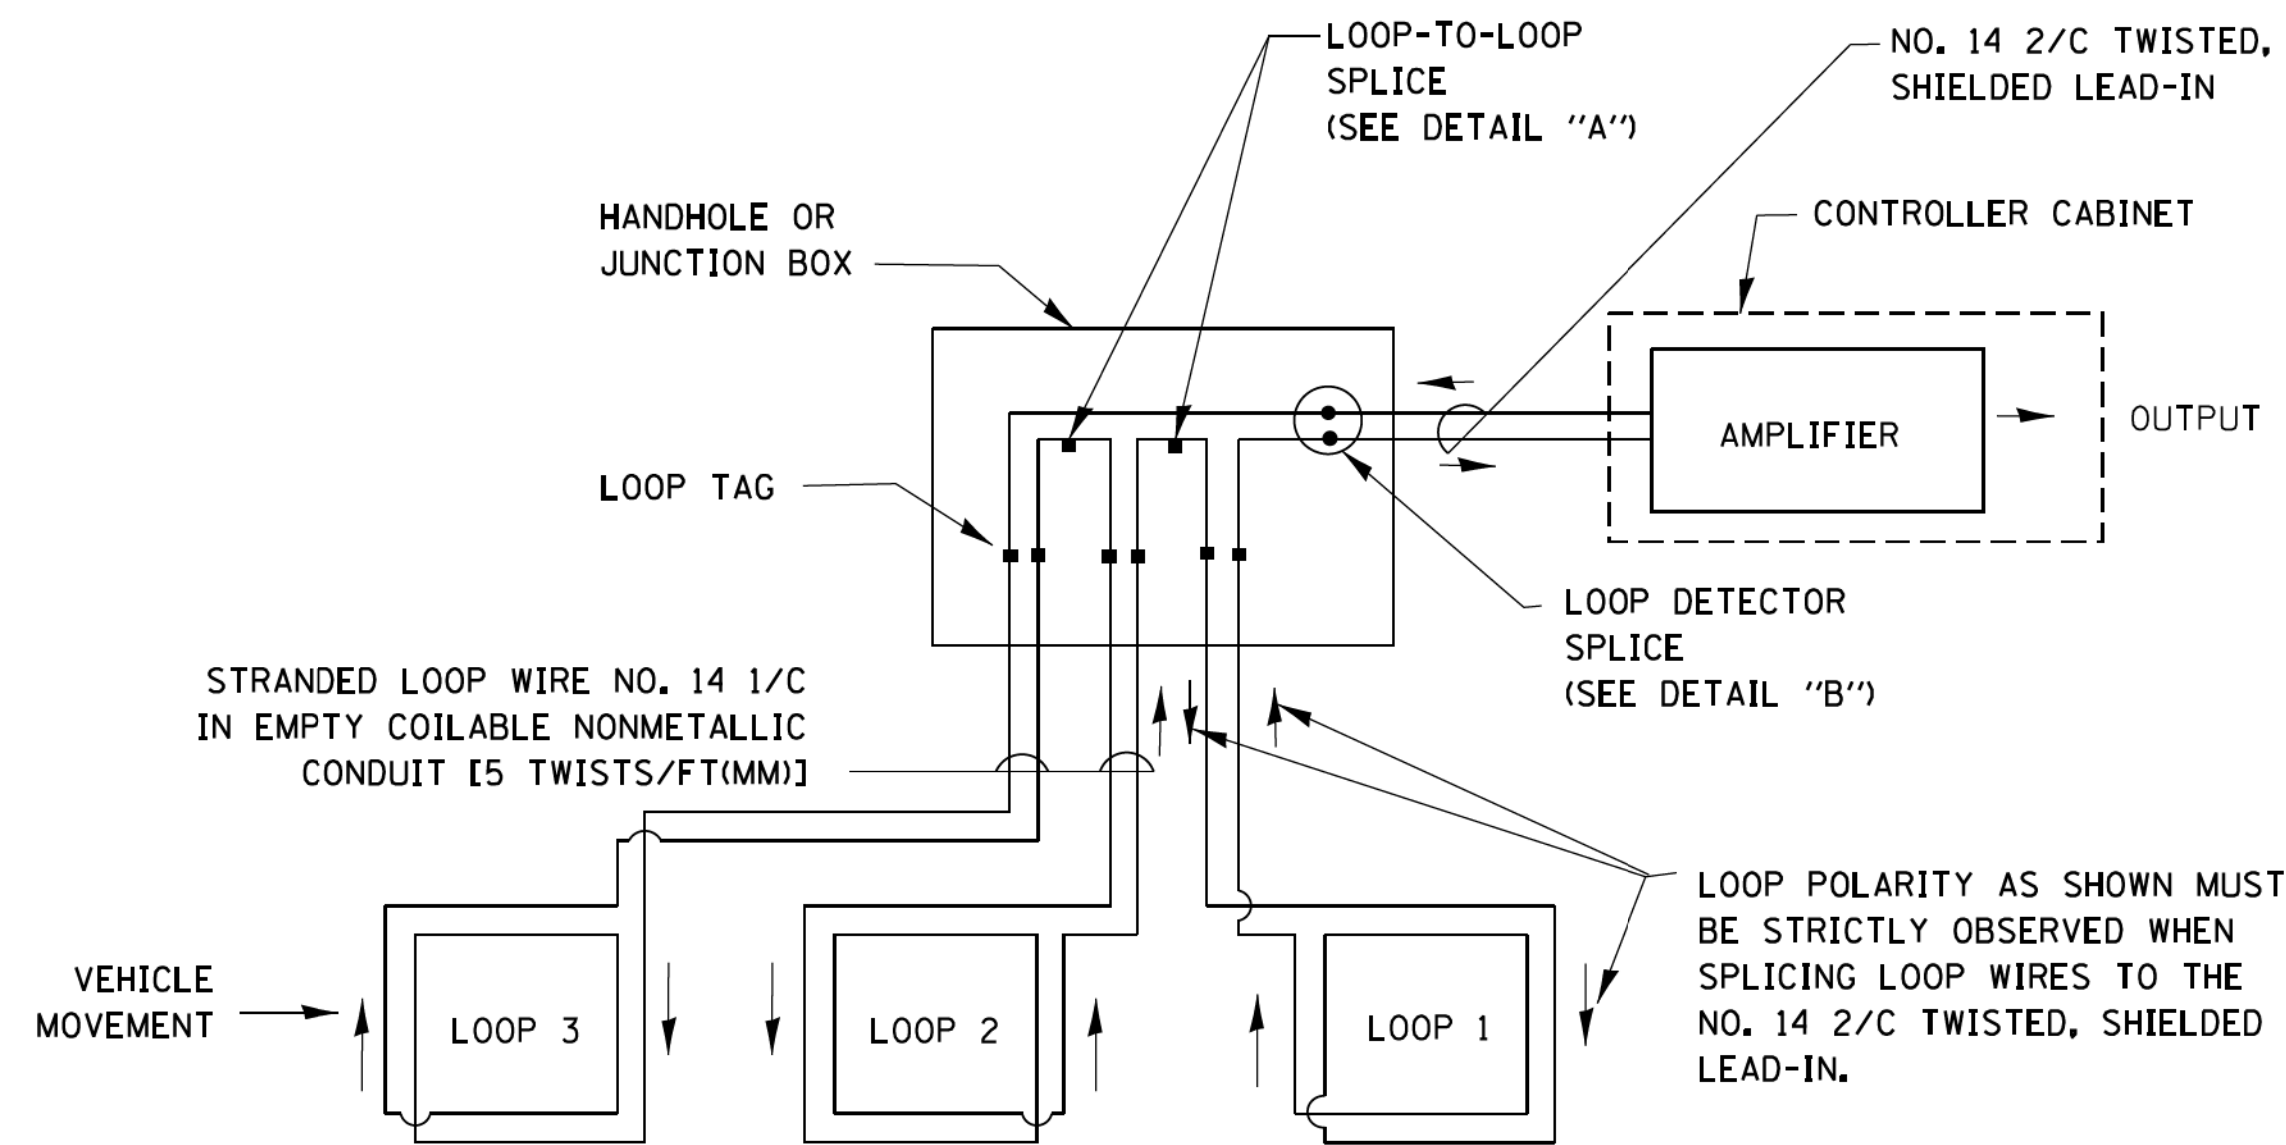 LOOP-TO-LOOP
SPLICE
(SEE DETAIL "A")
NO. 14 2/C TWISTED,
SHIELDED LEAD-IN
HANDHOLE OR
JUNCTION BOX
CONTROLLER CABINET
AMPLIFIER
OUTPUT
LOOP TAG
LOOP DETECTOR
SPLICE
(SEE DETAIL "B")
STRANDED LOOP WIRE NO. 14 1/C
IN EMPTY COILABLE NONMETALLIC
CONDUIT [5 TWISTS/FT(MM)]
LOOP POLARITY AS SHOWN MUST
BE STRICTLY OBSERVED WHEN
SPLICING LOOP WIRES TO THE
NO. 14 2/C TWISTED, SHIELDED
LEAD-IN.
VEHICLE
MOVEMENT
LOOP 3
LOOP 2
LOOP 1